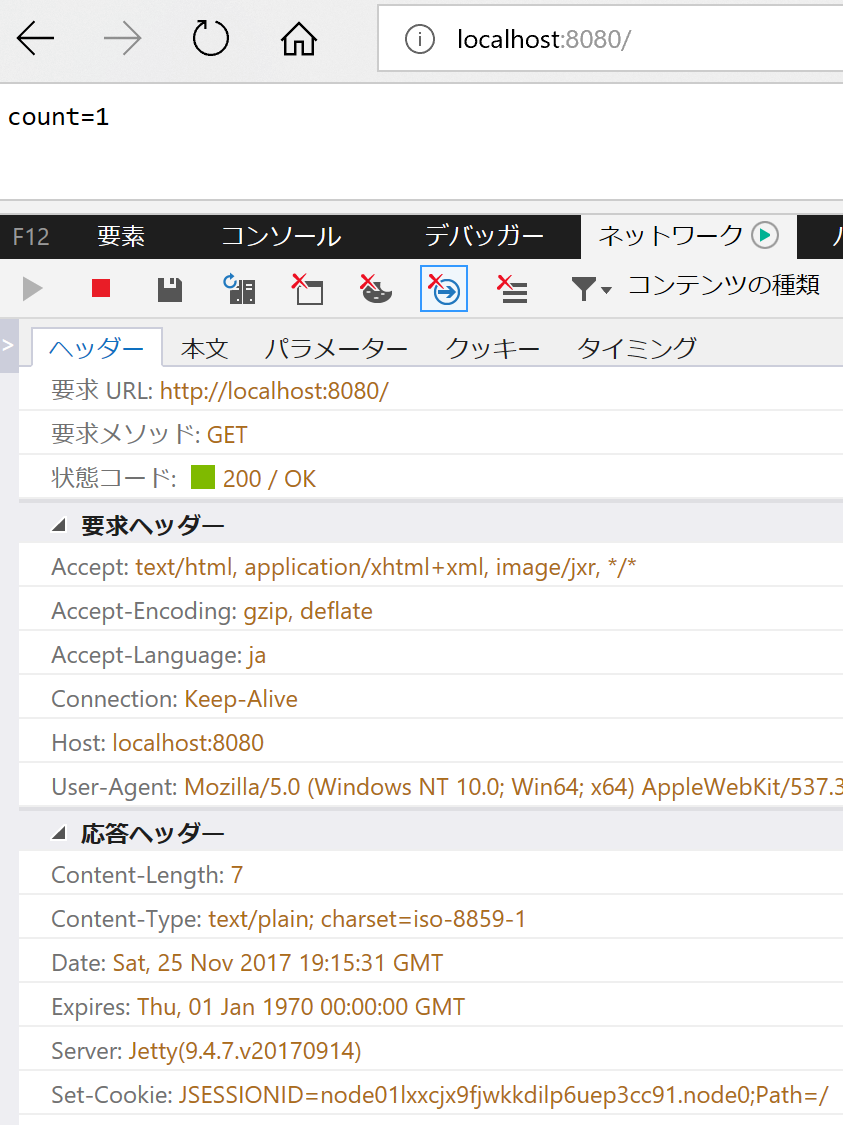 localhost:8080/
count=1
F12 要素 コンソール デバッガー ネットワーク
コンテンツの種類
ヘッダー 本文 パラメーター クッキー タイミング
要求 URL: http://localhost:8080/
要求メソッド: GET
状態コード: 200 / OK
要求ヘッダー
Accept: text/html, application/xhtml+xml, image/jxr, */*
Accept-Encoding: gzip, deflate
Accept-Language: ja
Connection: Keep-Alive
Host: localhost:8080
User-Agent: Mozilla/5.0 (Windows NT 10.0; Win64; x64) AppleWebKit/537.3
応答ヘッダー
Content-Length: 7
Content-Type: text/plain; charset=iso-8859-1
Date: Sat, 25 Nov 2017 19:15:31 GMT
Expires: Thu, 01 Jan 1970 00:00:00 GMT
Server: Jetty(9.4.7.v20170914)
Set-Cookie: JSESSIONID=node01lxxcjx9fjwkkdilp6uep3cc91.node0;Path=/